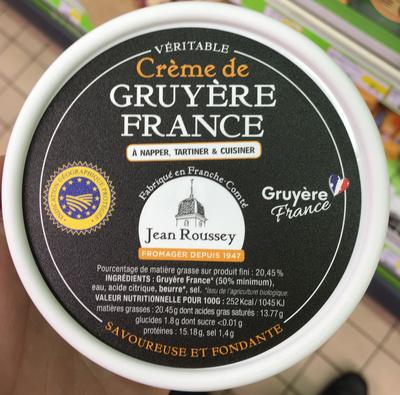 VÉRITABLE
Crème de
GRUYÈRE
FRANCE
À NAPPER, TARTINER & CUISINER
Fabriqué en Franche-Comté
Jean Roussey
FROMAGER DEPUIS 1947
Gruyère
France
Pourcentage de matière grasse sur produit fini : 20,45%
INGRÉDIENTS : Gruyère France* (50% minimum),
eau, acide citrique, beurre*, sel. *Issu de l'agriculture biologique.
VALEUR NUTRITIONNELLE POUR 100G : 252 Kcal / 1045 KJ
matières grasses : 20.45g dont acides gras saturés : 13.77g
glucides 1.8g dont sucre <0.01g
protéines : 15.18g, sel 1,4g
SAVOUREUSE ET FONDANTE